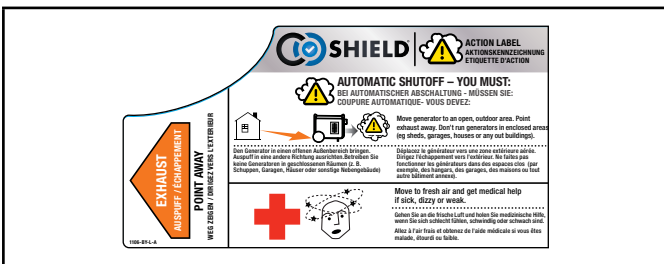 CO SHIELD
ACTION LABEL
AKTIONSKENNZEICHNUNG
ETIQUETTE D'ACTION
AUTOMATIC SHUTOFF – YOU MUST:
BEI AUTOMATISCHER ABSCHALTUNG - MÜSSEN SIE:
COUPURE AUTOMATIQUE- VOUS DEVEZ:
Move generator to an open, outdoor area. Point
exhaust away. Don't run generators in enclosed areas
(eg sheds, garages, houses or any out buildings).
Den Generator in einen offenen Außenbereich bringen.
Auspuff in eine andere Richtung ausrichten.Betreiben Sie
keine Generatoren in geschlossenen Räumen (z. B.
Schuppen, Garagen, Häuser oder sonstige Nebengebäude)
Déplacez le générateur vers une zone extérieure aérée.
Dirigez l'échappement vers l'extérieur. Ne faites pas
fonctionner les générateurs dans des espaces clos (par
exemple, des hangars, des garages, des maisons ou tout
autre bâtiment annexe).
EXHAUST
AUSPUFF / ÉCHAPPEMENT
POINT AWAY
WEG ZEIGEN / DIRIGEZ VERS L'EXTERIEIR
Move to fresh air and get medical help
if sick, dizzy or weak.
Gehen Sie an die frische Luft und holen Sie medizinische Hilfe,
wenn Sie sich schlecht fühlen, schwindlig oder schwach sind.
Allez à l'air frais et obtenez de l'aide médicale si vous êtes
malade, étourdi ou faible.
1106-BY-L-A